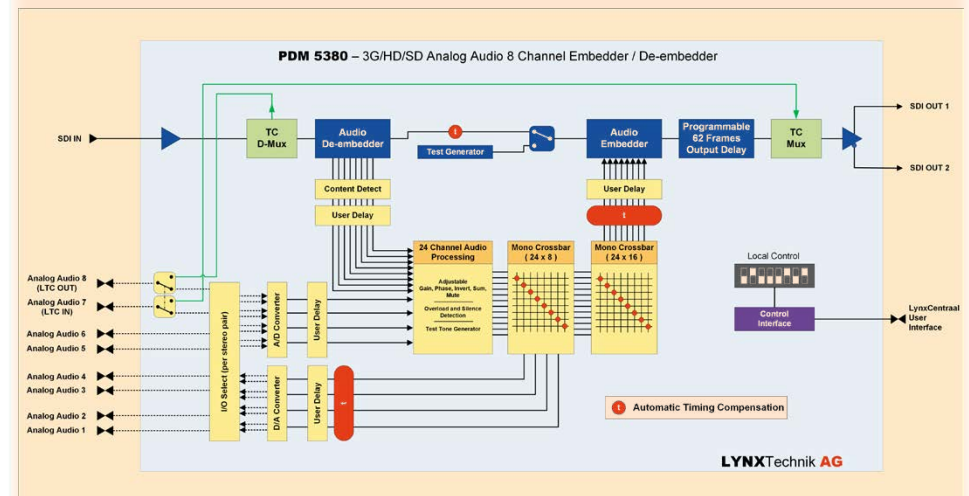 PDM 5380 – 3G/HD/SD Analog Audio 8 Channel Embedder / De-embedder
SDI IN
TC
D-Mux
Audio
De-embedder
t
Test Generator
Audio
Embedder
Programmable
62 Frames
Output Delay
TC
Mux
SDI OUT 1
SDI OUT 2
Content Detect
User Delay
User Delay
t
24 Channel Audio
Processing
Mono Crossbar
( 24 x 8 )
Mono Crossbar
( 24 x 16 )
Adjustable
Gain, Phase, Invert, Sum,
Mute
Overload and Silence
Detection
Test Tone Generator
Local Control
Control
Interface
LynxCentraal
User
Interface
Analog Audio 8
(LTC OUT)
Analog Audio 7
(LTC IN)
Analog Audio 6
Analog Audio 5
Analog Audio 4
Analog Audio 3
Analog Audio 2
Analog Audio 1
I/O Select (per stereo pair)
A/D Converter
User Delay
D/A Converter
User Delay
t
t Automatic Timing Compensation
LYNXTechnik AG